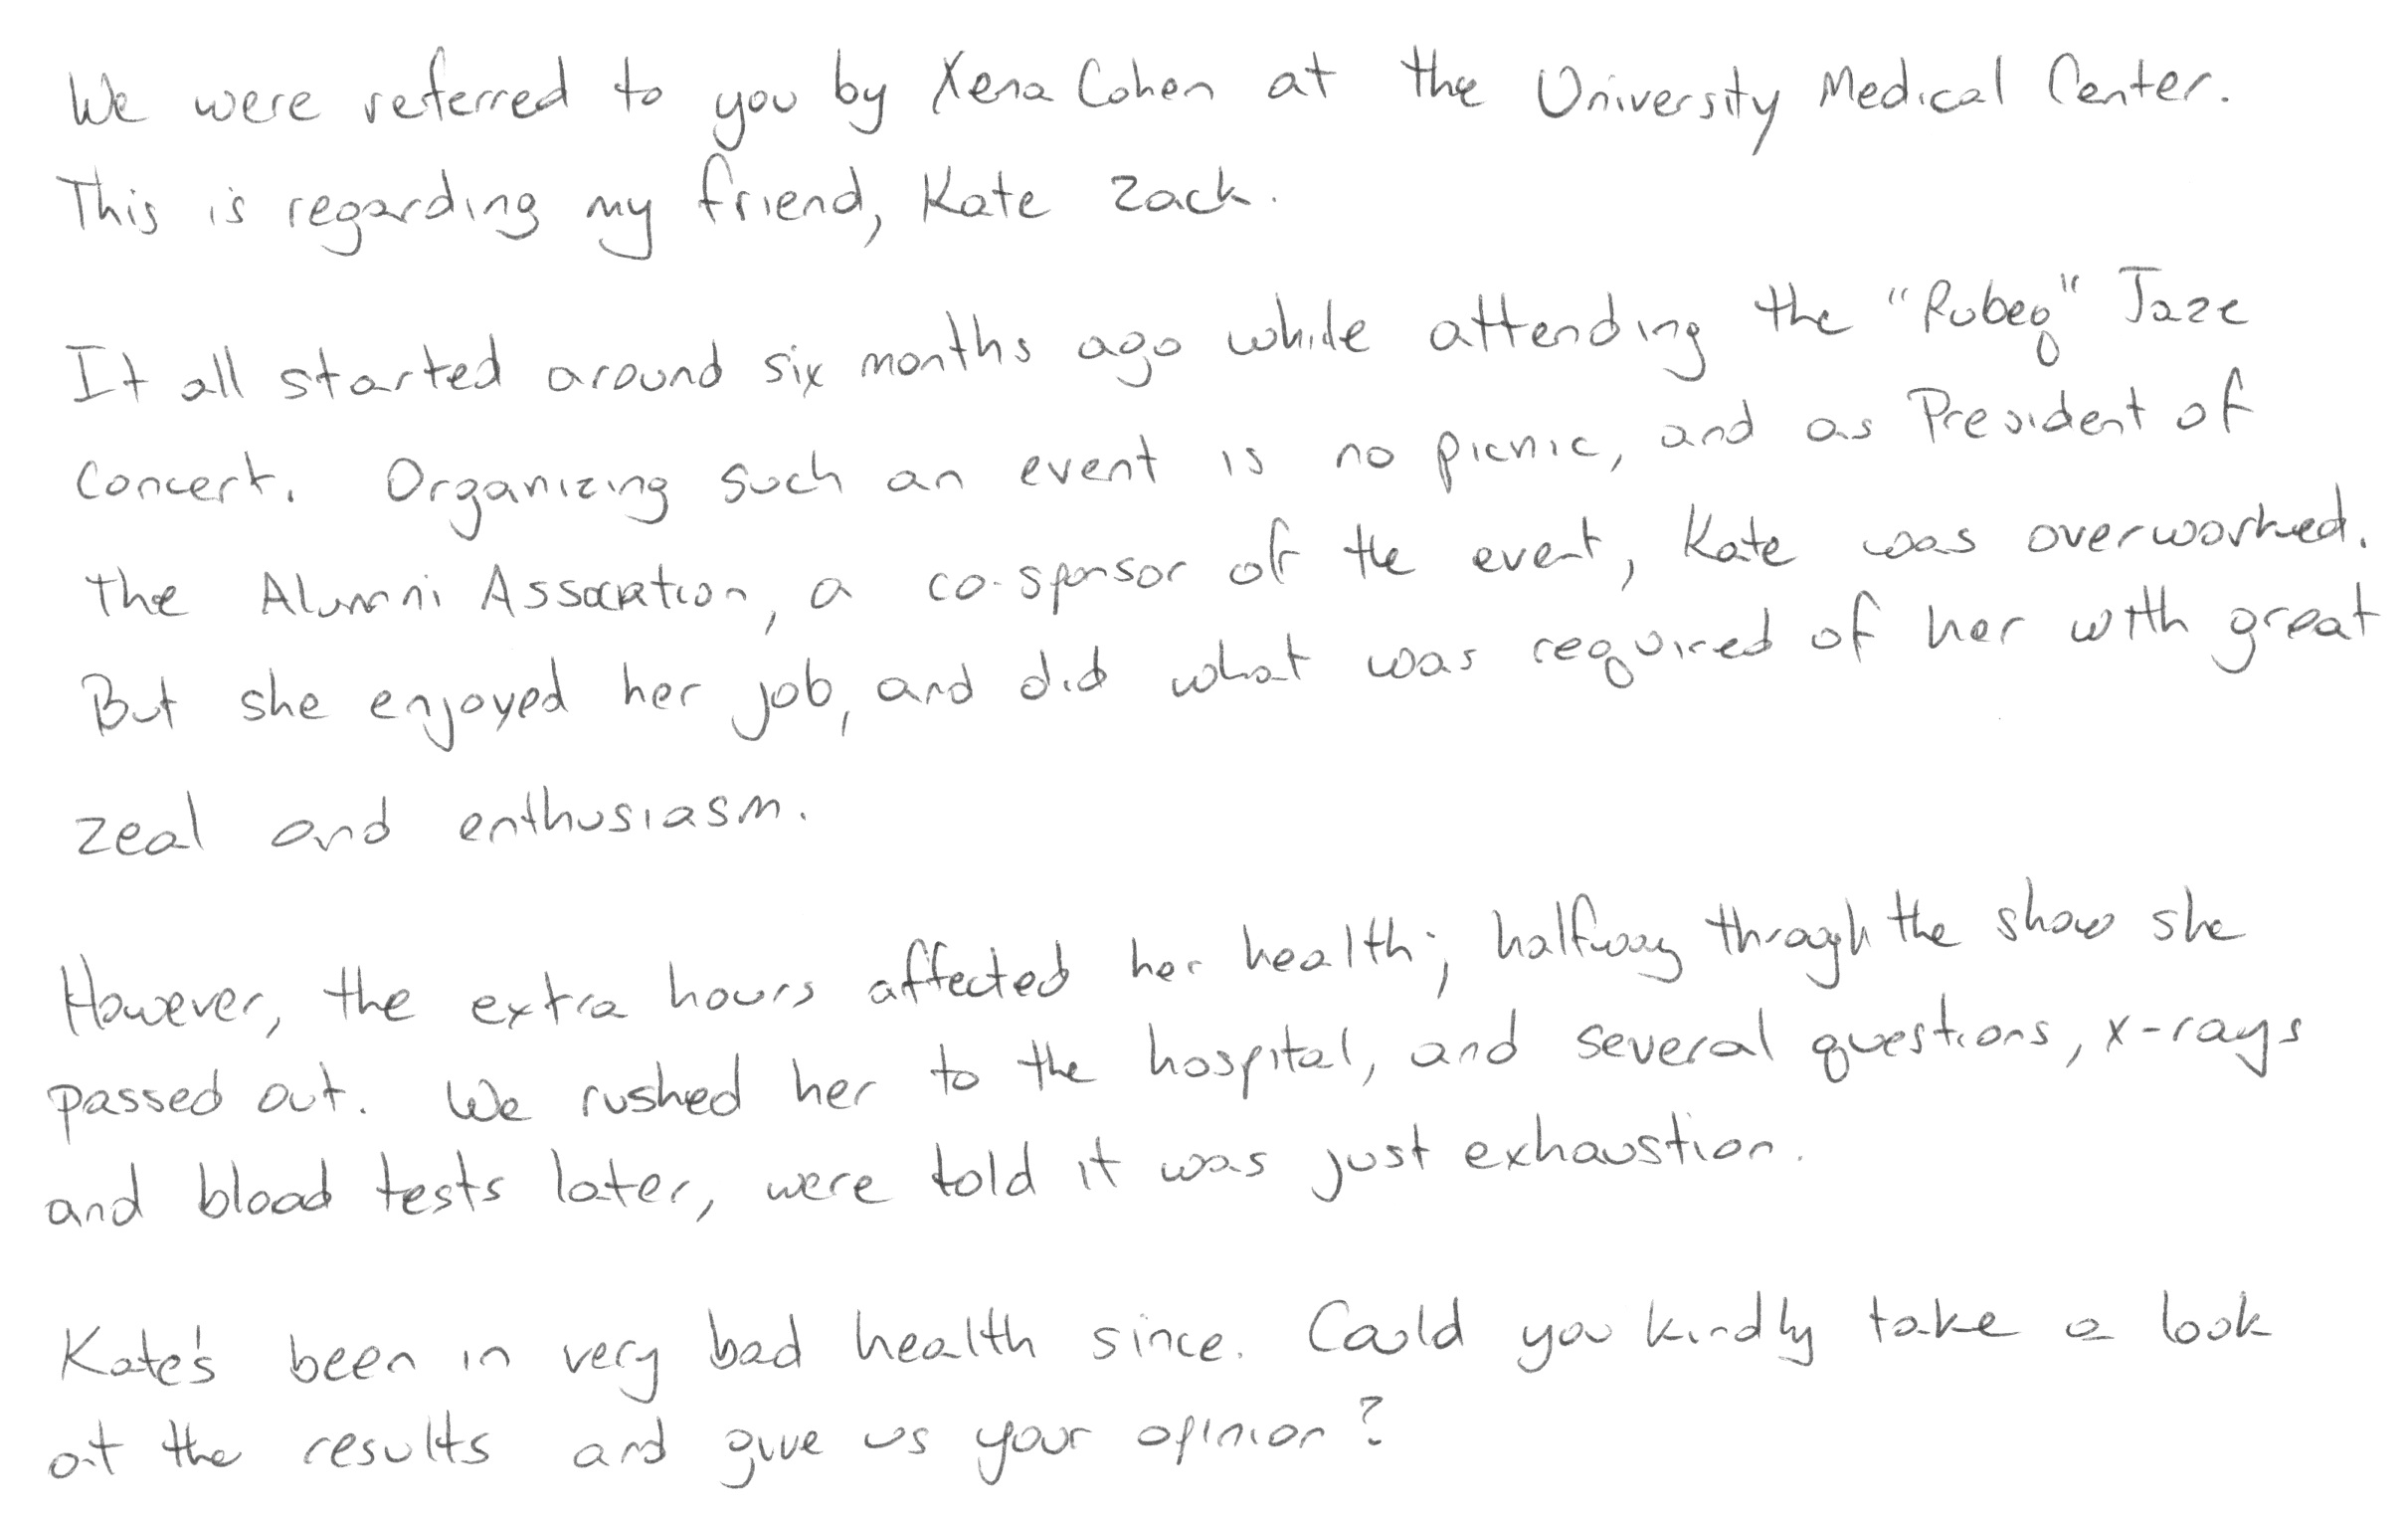 We were referred to you by Xena Cohen at the University Medical Center.
This is regarding my friend, Kate Zack.
It all started around six months ago while attending the "Rubeq" Jazz
Concert. Organizing such an event is no picnic, and as President of
the Alumni Association, a co-sponsor of the event, Kate was overworked.
But she enjoyed her job, and did what was required of her with great
zeal and enthusiasm.
However, the extra hours affected her health; halfway through the show she
passed out. We rushed her to the hospital, and several questions, x-rays
and blood tests later, were told it was just exhaustion.
Kate's been in very bad health since. Could you kindly take a look
at the results and give us your opinion?